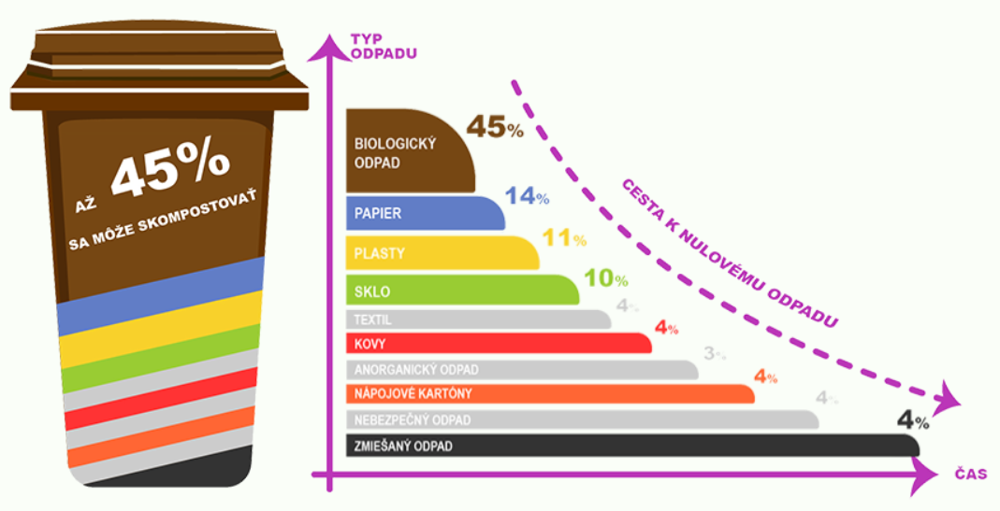 AŽ 45%
SA MÔŽE SKOMPOSTOVAŤ
TYP
ODPADU
BIOLOGICKÝ
ODPAD
45%
PAPIER
14%
PLASTY
11%
SKLO
10%
TEXTIL
4%
KOVY
4%
ANORGANICKÝ ODPAD
3%
NÁPOJOVÉ KARTÓNY
4%
NEBEZPEČNÝ ODPAD
4%
ZMIEŠANÝ ODPAD
4%
CESTA K NULOVÉMU ODPADU
ČAS